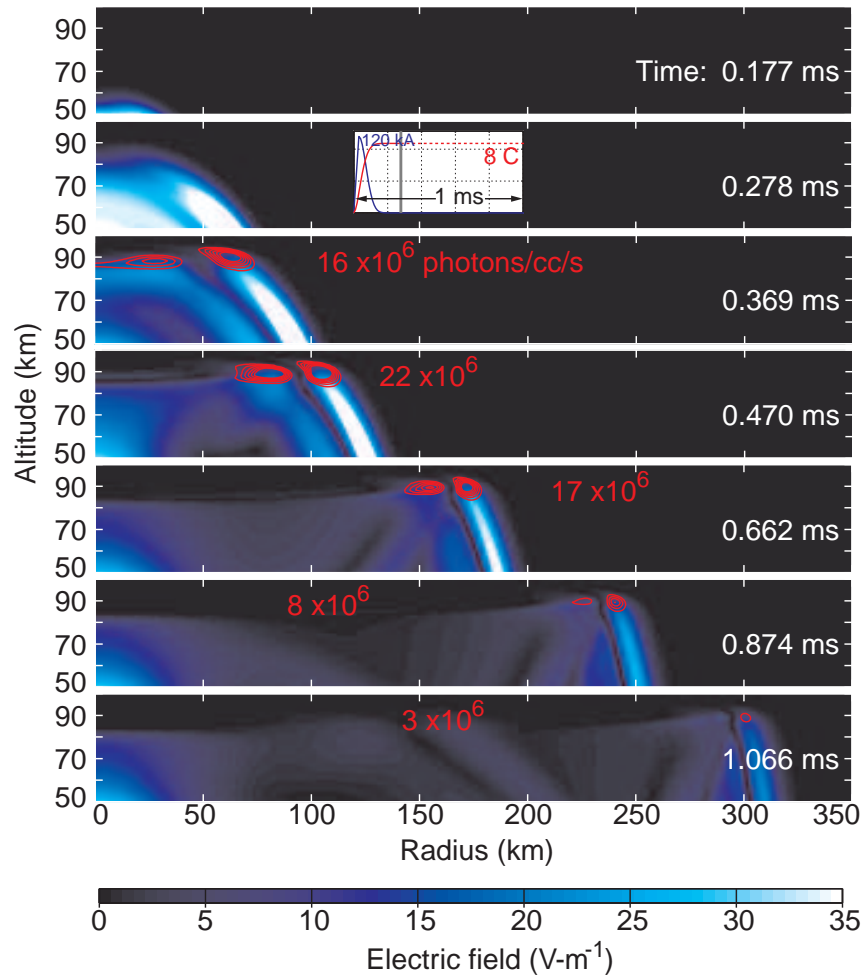 90
70
50
Time: 0.177 ms
90
70
50
120 kA
8 C
1 ms
0.278 ms
90
70
50
16 x10⁶ photons/cc/s
0.369 ms
90
70
50
22 x10⁶
0.470 ms
90
70
50
17 x10⁶
0.662 ms
90
70
50
8 x10⁶
0.874 ms
90
70
50
3 x10⁶
1.066 ms
Altitude (km)
0 50 100 150 200 250 300 350
Radius (km)
0 5 10 15 20 25 30 35
Electric field (V-m⁻¹)